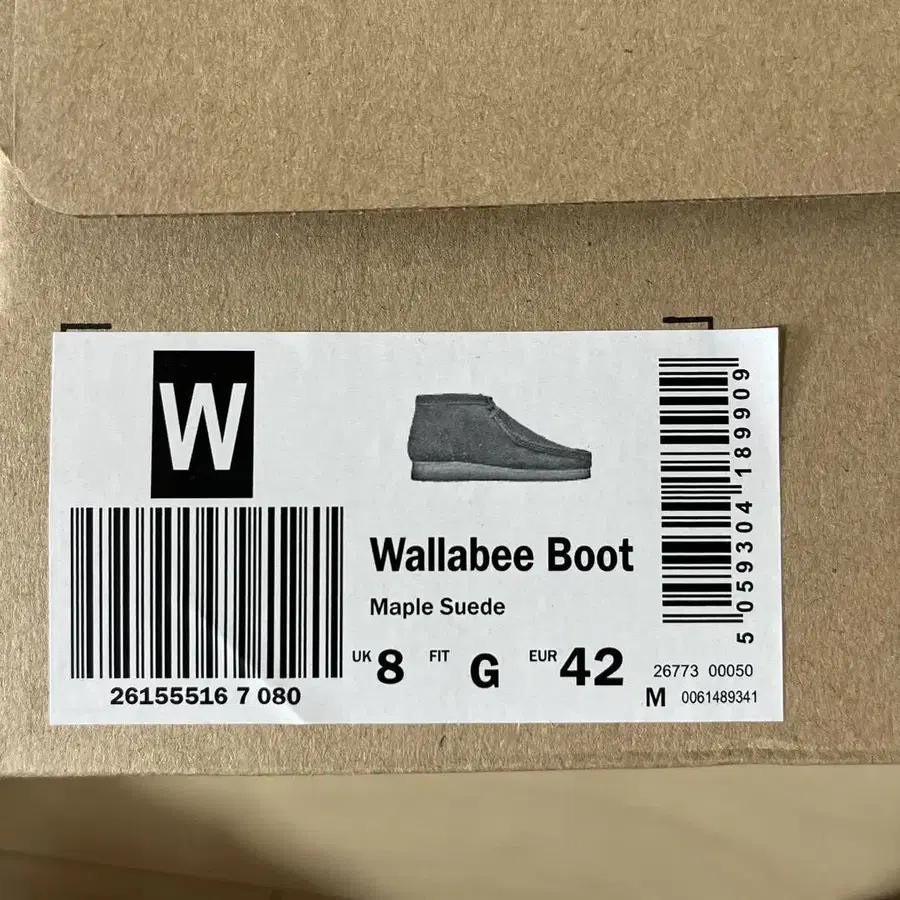 W
26155516 7 080
Wallabee Boot
Maple Suede
UK 8 FIT G EUR 42
5 059304 189909
26773 00050
M 0061489341